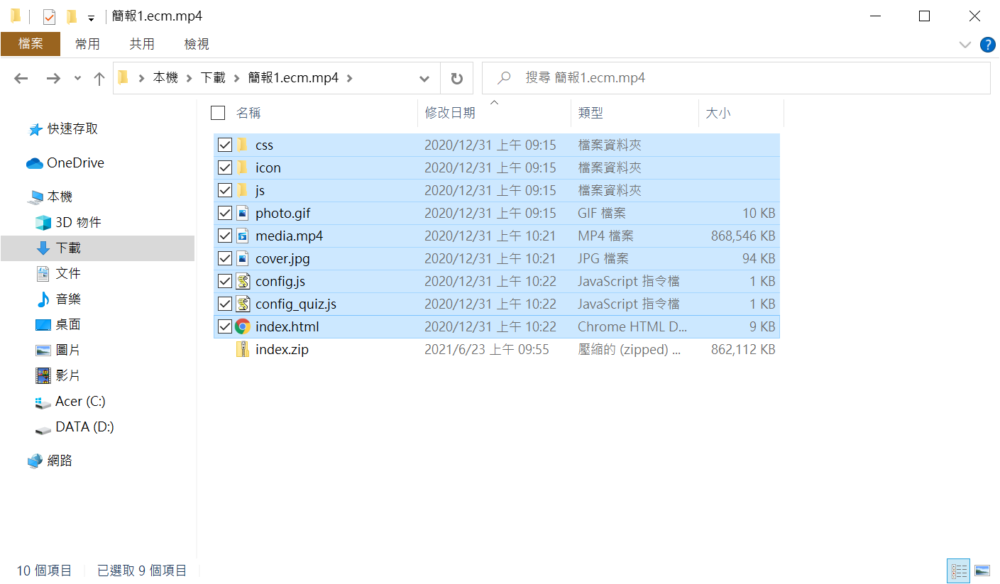 簡報1.ecm.mp4
檔案 常用 共用 檢視
本機 下載 簡報1.ecm.mp4 搜尋 簡報1.ecm.mp4
快速存取
OneDrive
本機
3D 物件
下載
文件
音樂
桌面
圖片
影片
Acer (C:)
DATA (D:)
網路
名稱 修改日期 類型 大小
css 2020/12/31 上午 09:15 檔案資料夾
icon 2020/12/31 上午 09:15 檔案資料夾
js 2020/12/31 上午 09:15 檔案資料夾
photo.gif 2020/12/31 上午 09:15 GIF 檔案 10 KB
media.mp4 2020/12/31 上午 10:21 MP4 檔案 868,546 KB
cover.jpg 2020/12/31 上午 10:21 JPG 檔案 94 KB
config.js 2020/12/31 上午 10:22 JavaScript 指令檔 1 KB
config_quiz.js 2020/12/31 上午 10:22 JavaScript 指令檔 1 KB
index.html 2020/12/31 上午 10:22 Chrome HTML D... 9 KB
index.zip 2021/6/23 上午 09:55 壓縮的 (zipped) ... 862,112 KB
10 個項目 已選取 9 個項目